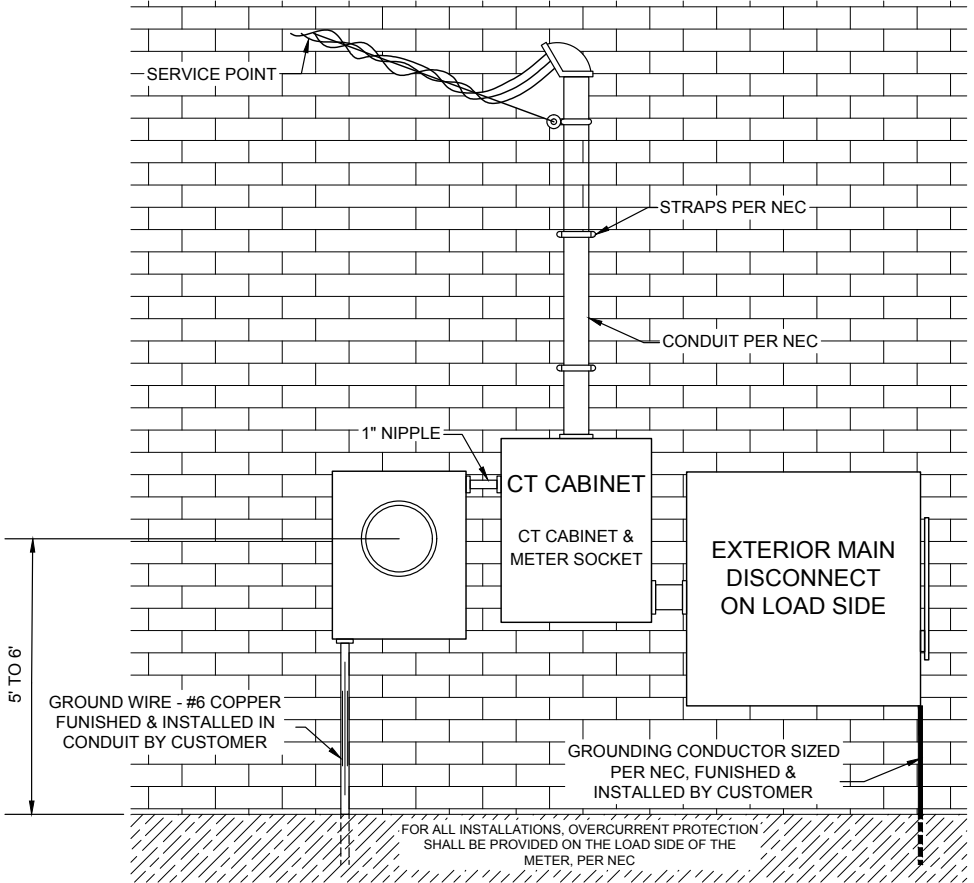 SERVICE POINT
STRAPS PER NEC
CONDUIT PER NEC
1" NIPPLE
CT CABINET
CT CABINET &
METER SOCKET
EXTERIOR MAIN
DISCONNECT
ON LOAD SIDE
5' TO 6'
GROUND WIRE - #6 COPPER
FUNISHED & INSTALLED IN
CONDUIT BY CUSTOMER
GROUNDING CONDUCTOR SIZED
PER NEC, FUNISHED &
INSTALLED BY CUSTOMER
FOR ALL INSTALLATIONS, OVERCURRENT PROTECTION
SHALL BE PROVIDED ON THE LOAD SIDE OF THE
METER, PER NEC